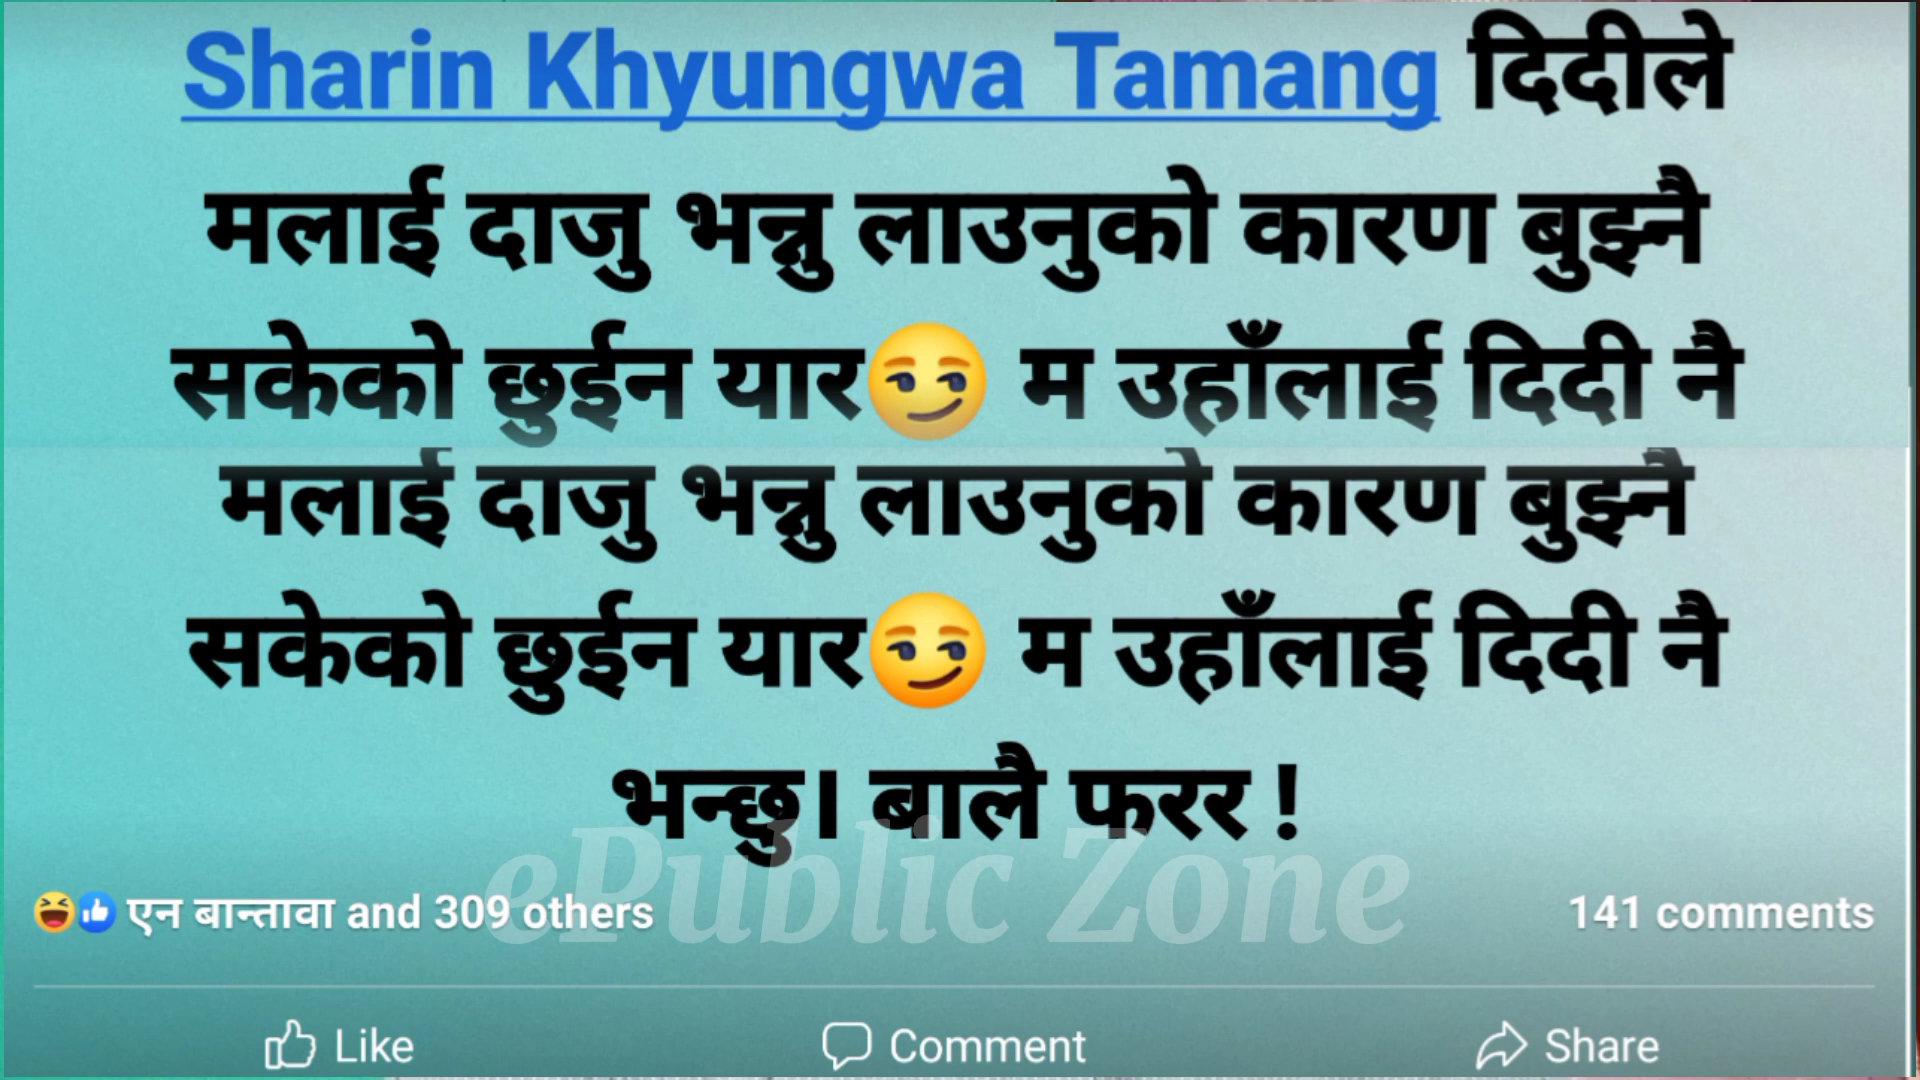 Sharin Khyungwa Tamang दिदीले
मलाई दाजु भन्नु लाउनुको कारण बुझ्नै
सकेको छुईन यार😏 म उहाँलाई दिदी नै
मलाई दाजु भन्नु लाउनुको कारण बुझ्नै
सकेको छुईन यार😏 म उहाँलाई दिदी नै
भन्छु। बालै फरर !
ePublic Zone
एन बान्तावा and 309 others
141 comments
Like
Comment
Share